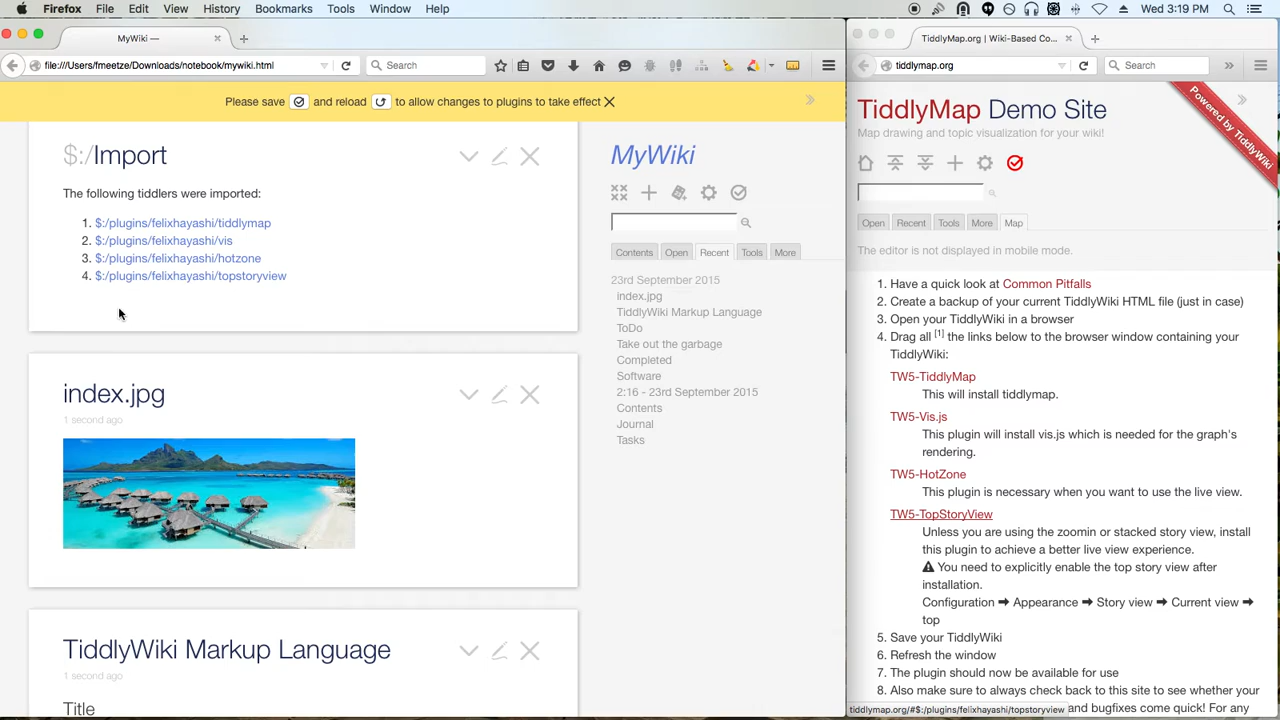 Firefox File Edit View History Bookmarks Tools Window Help Wed 3:19 PM
MyWiki —
file:///Users/fmeetze/Downloads/notebook/mywiki.html Search
Please save and reload to allow changes to plugins to take effect
$:/Import
The following tiddlers were imported:
1. $:/plugins/felixhayashi/tiddlymap
2. $:/plugins/felixhayashi/vis
3. $:/plugins/felixhayashi/hotzone
4. $:/plugins/felixhayashi/topstoryview
index.jpg
1 second ago
TiddlyWiki Markup Language
1 second ago
Title
MyWiki
Contents Open Recent Tools More
23rd September 2015
index.jpg
TiddlyWiki Markup Language
ToDo
Take out the garbage
Completed
Software
2:16 - 23rd September 2015
Contents
Journal
Tasks
TiddlyMap.org | Wiki-Based Co...
tiddlymap.org Search
Powered by TiddlyWiki
TiddlyMap Demo Site
Map drawing and topic visualization for your wiki!
Open Recent Tools More Map
The editor is not displayed in mobile mode.
1. Have a quick look at Common Pitfalls
2. Create a backup of your current TiddlyWiki HTML file (just in case)
3. Open your TiddlyWiki in a browser
4. Drag all [1] the links below to the browser window containing your
TiddlyWiki:
TW5-TiddlyMap
This will install tiddlymap.
TW5-Vis.js
This plugin will install vis.js which is needed for the graph's
rendering.
TW5-HotZone
This plugin is necessary when you want to use the live view.
TW5-TopStoryView
Unless you are using the zoomin or stacked story view, install
this plugin to achieve a better live view experience.
You need to explicitly enable the top story view after
installation.
Configuration ➡ Appearance ➡ Story view ➡ Current view ➡
top
5. Save your TiddlyWiki
6. Refresh the window
7. The plugin should now be available for use
8. Also make sure to always check back to this site to see whether your
and bugfixes come quick! For any
tiddlymap.org/#$:/plugins/felixhayashi/topstoryview